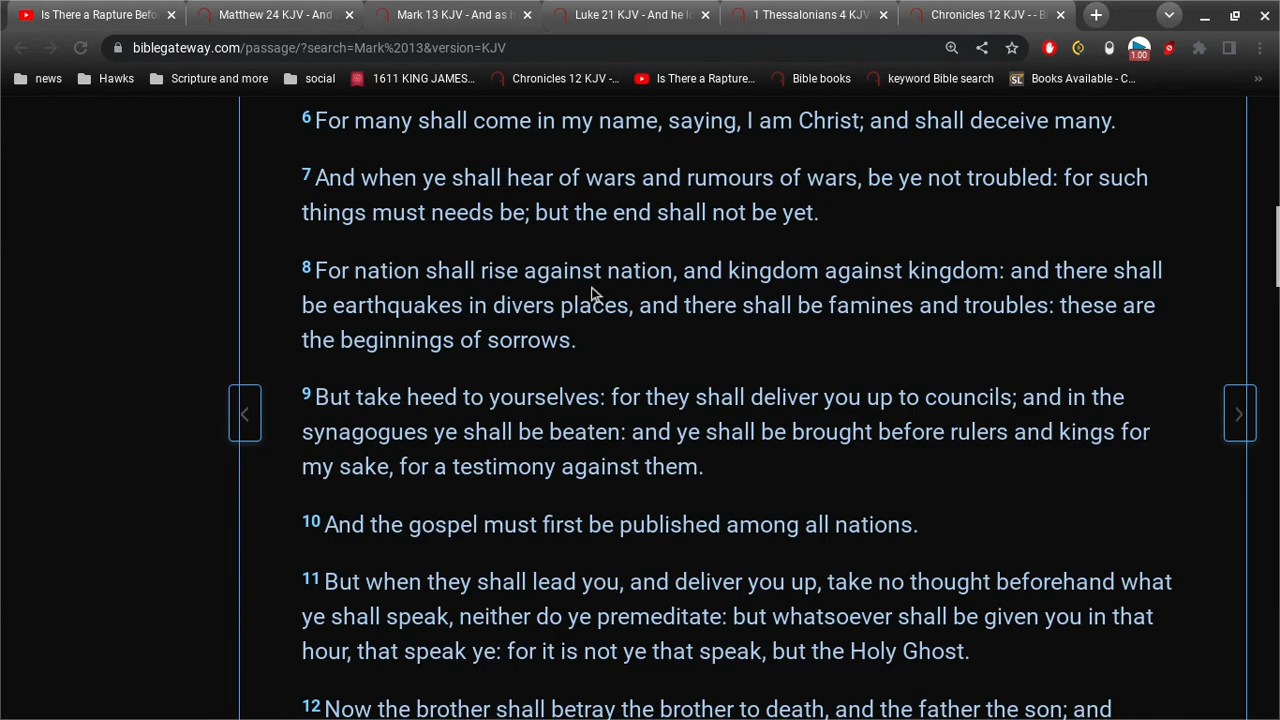 Is There a Rapture Befo
Matthew 24 KJV - And
Mark 13 KJV - And as h
Luke 21 KJV - And he lo
1 Thessalonians 4 KJV
Chronicles 12 KJV - - B
biblegateway.com/passage/?search=Mark%2013&version=KJV
1.00
news
Hawks
Scripture and more
social
1611 KING JAMES...
Chronicles 12 KJV -...
Is There a Rapture...
Bible books
keyword Bible search
SL
Books Available - C...
6 For many shall come in my name, saying, I am Christ; and shall deceive many.
7 And when ye shall hear of wars and rumours of wars, be ye not troubled: for such
things must needs be; but the end shall not be yet.
8 For nation shall rise against nation, and kingdom against kingdom: and there shall
be earthquakes in divers places, and there shall be famines and troubles: these are
the beginnings of sorrows.
9 But take heed to yourselves: for they shall deliver you up to councils; and in the
synagogues ye shall be beaten: and ye shall be brought before rulers and kings for
my sake, for a testimony against them.
10 And the gospel must first be published among all nations.
11 But when they shall lead you, and deliver you up, take no thought beforehand what
ye shall speak, neither do ye premeditate: but whatsoever shall be given you in that
hour, that speak ye: for it is not ye that speak, but the Holy Ghost.
12 Now the brother shall betray the brother to death, and the father the son; and